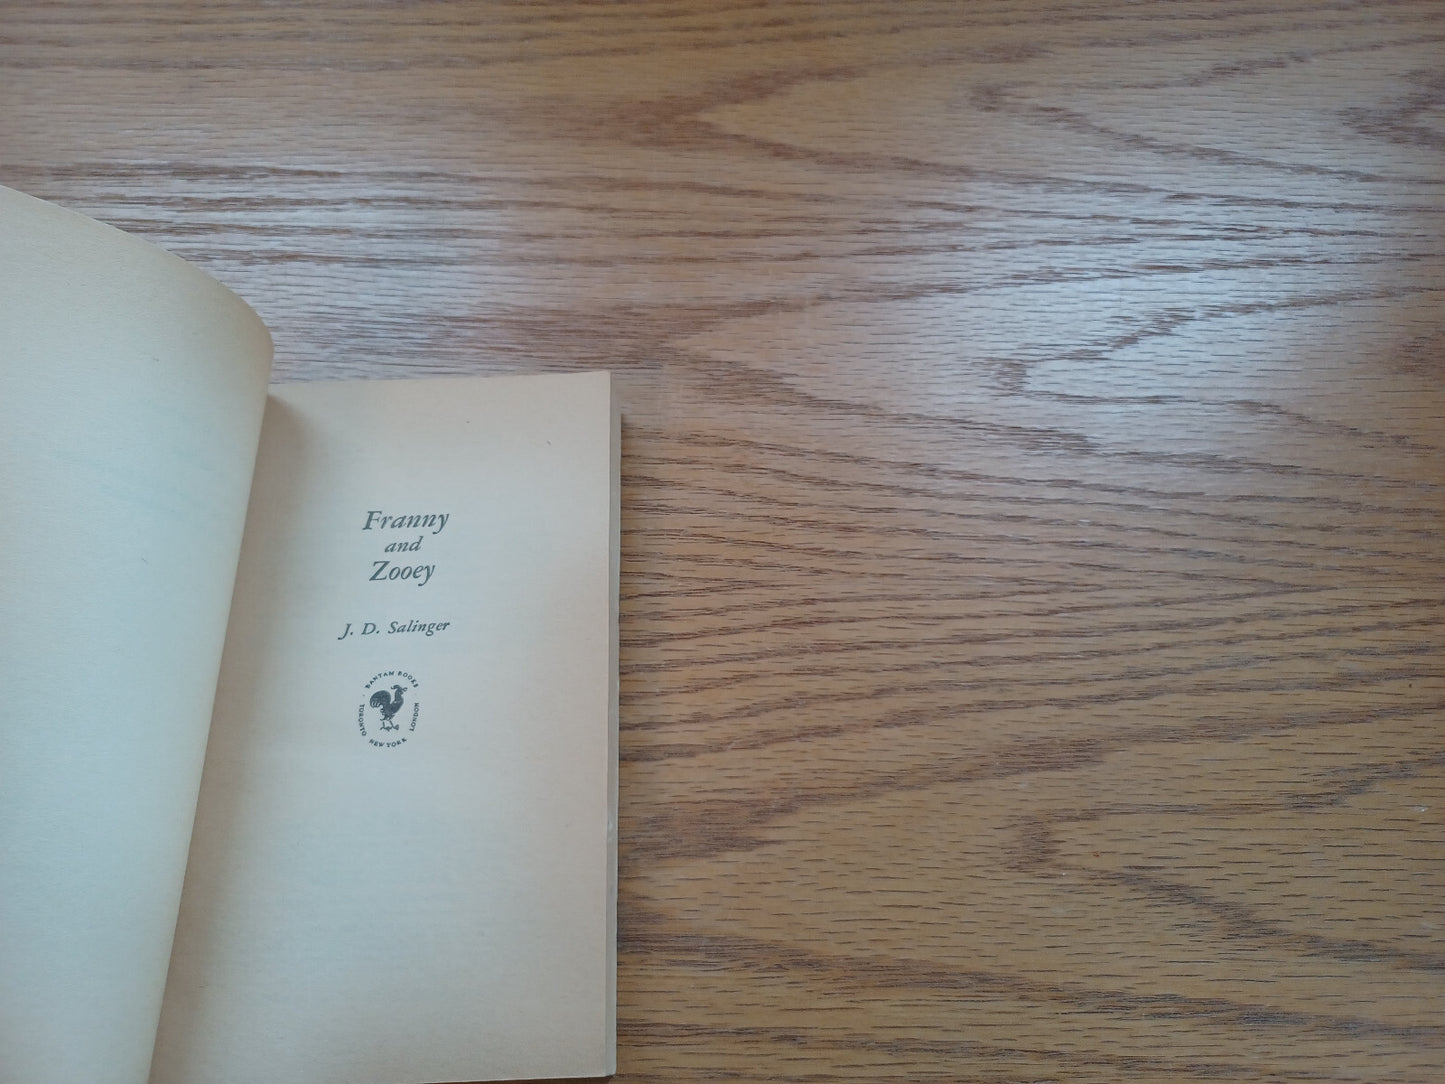 Franny
and
Zooey
J. D. Salinger
BANTAM BOOKS
TORONTO
NEW YORK
LONDON